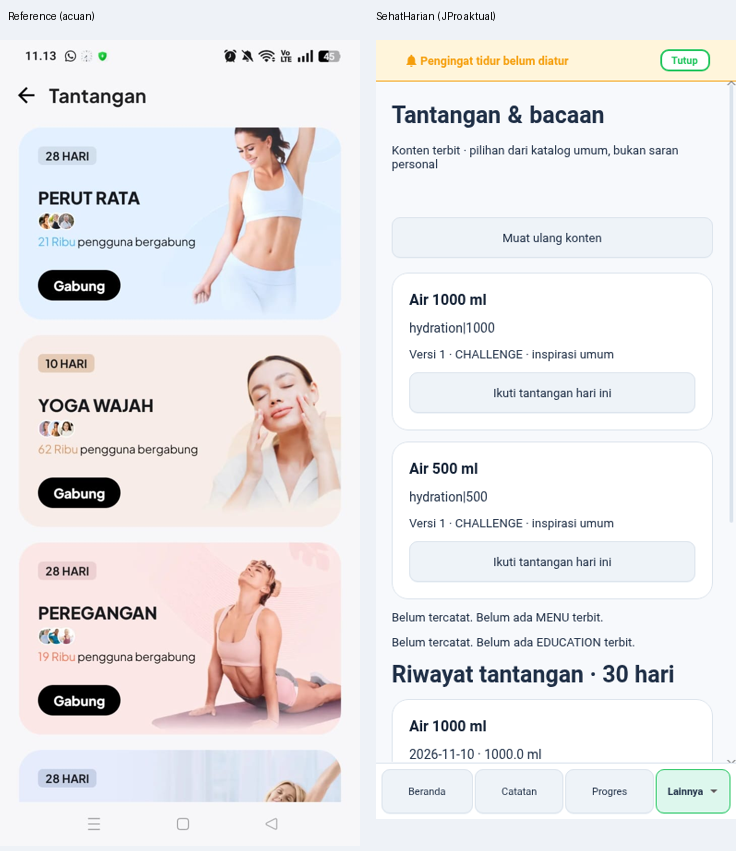 Reference (acuan)
11.13
Vo
LTE
45
Tantangan
28 HARI
PERUT RATA
21 Ribu pengguna bergabung
Gabung
10 HARI
YOGA WAJAH
62 Ribu pengguna bergabung
Gabung
28 HARI
PEREGANGAN
19 Ribu pengguna bergabung
Gabung
28 HARI
SehatHarian (JPro aktual)
Pengingat tidur belum diatur
Tutup
Tantangan & bacaan
Konten terbit · pilihan dari katalog umum, bukan saran
personal
Muat ulang konten
Air 1000 ml
hydration|1000
Versi 1 · CHALLENGE · inspirasi umum
Ikuti tantangan hari ini
Air 500 ml
hydration|500
Versi 1 · CHALLENGE · inspirasi umum
Ikuti tantangan hari ini
Belum tercatat. Belum ada MENU terbit.
Belum tercatat. Belum ada EDUCATION terbit.
Riwayat tantangan · 30 hari
Air 1000 ml
2026-11-10 · 1000.0 ml
Beranda
Catatan
Progres
Lainnya